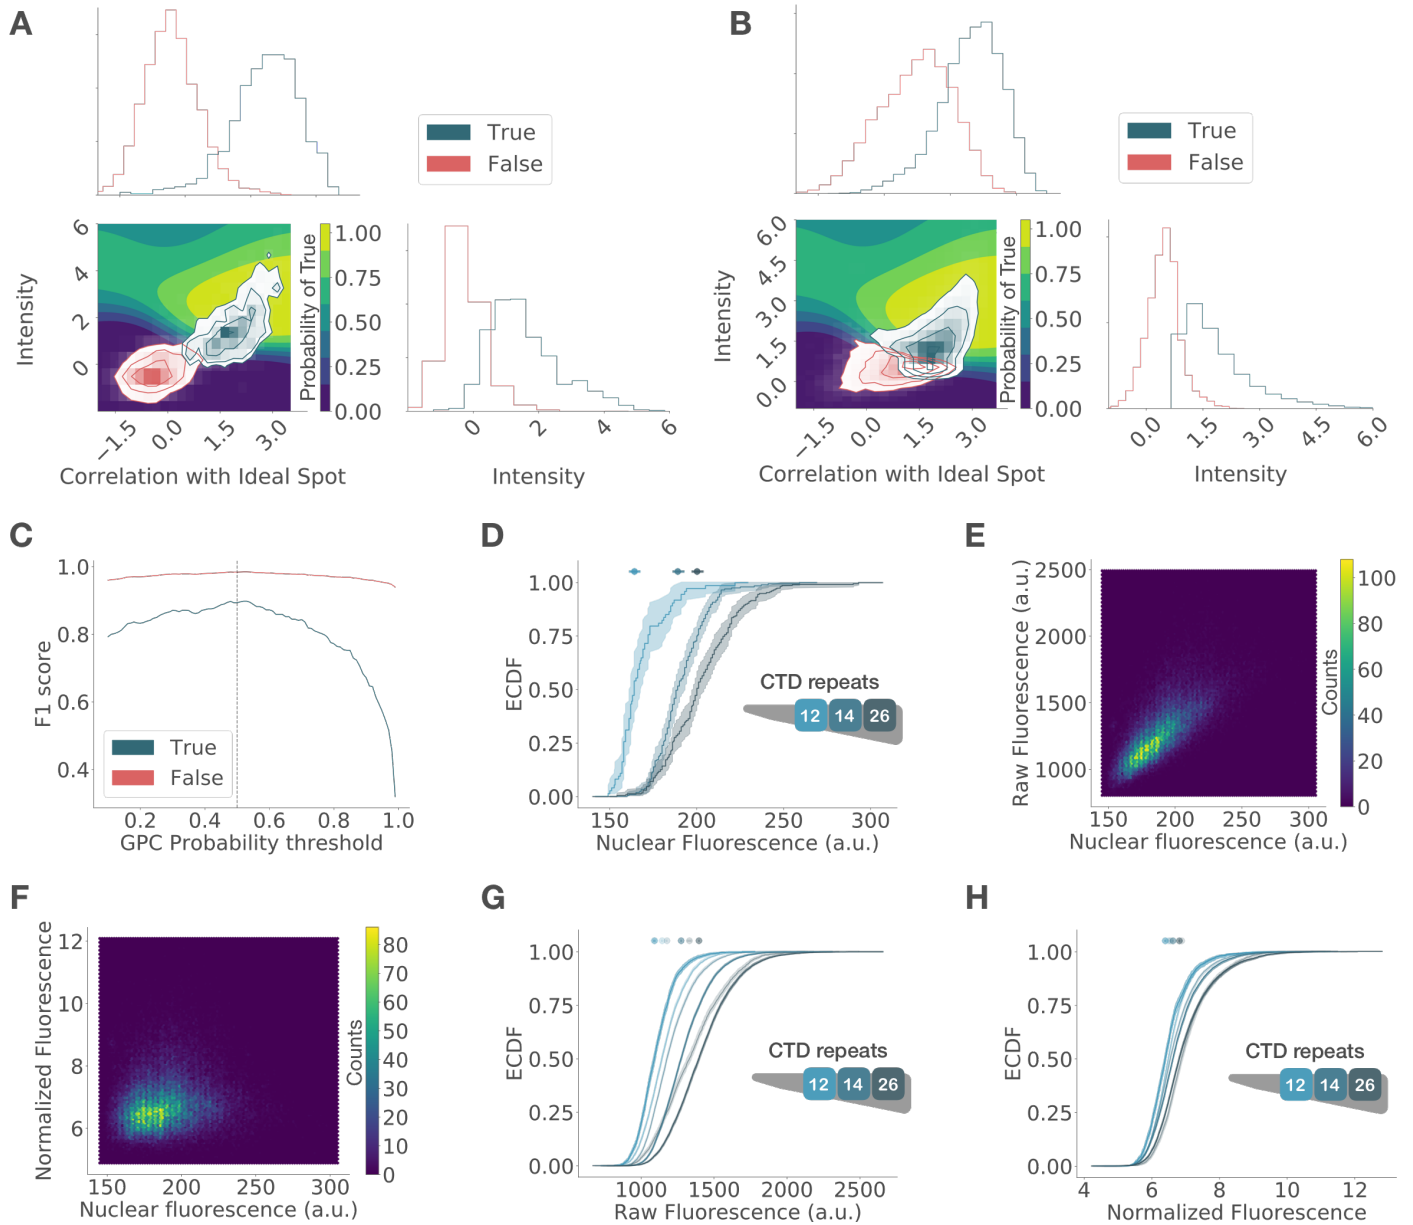 A
True
False
6
4
2
0
Intensity
−1.5
0.0
1.5
3.0
Correlation with Ideal Spot
Probability of True
1.00
0.75
0.50
0.25
0.00
0
2
4
6
Intensity
B
True
False
6.0
4.5
3.0
1.5
0.0
Intensity
−1.5
0.0
1.5
3.0
Correlation with Ideal Spot
Probability of True
1.00
0.75
0.50
0.25
0.00
0.0
1.5
3.0
4.5
6.0
Intensity
C
1.0
0.8
0.6
0.4
F1 score
True
False
0.2
0.4
0.6
0.8
1.0
GPC Probability threshold
D
1.00
0.75
0.50
0.25
0.00
ECDF
CTD repeats
12 14 26
150
200
250
300
Nuclear Fluorescence (a.u.)
E
2500
2000
1500
1000
Raw Fluorescence (a.u.)
150
200
250
300
Nuclear fluorescence (a.u.)
Counts
100
80
60
40
20
0
F
12
10
8
6
Normalized Fluorescence
150
200
250
300
Nuclear fluorescence (a.u.)
Counts
80
70
60
50
40
30
20
10
0
G
1.00
0.75
0.50
0.25
0.00
ECDF
CTD repeats
12 14 26
1000
1500
2000
2500
Raw Fluorescence (a.u.)
H
1.00
0.75
0.50
0.25
0.00
ECDF
CTD repeats
12 14 26
4
6
8
10
12
Normalized Fluorescence